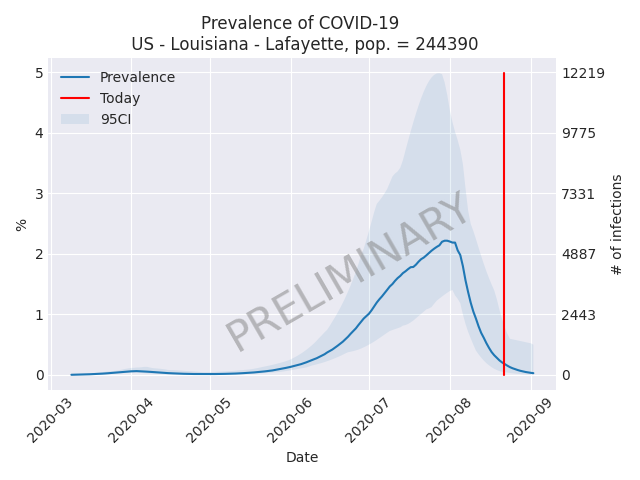 Prevalence of COVID-19
US - Louisiana - Lafayette, pop. = 244390
Prevalence
Today
95CI
5
4
3
2
1
0
%
12219
9775
7331
4887
2443
0
# of infections
PRELIMINARY
2020-03
2020-04
2020-05
2020-06
2020-07
2020-08
2020-09
Date